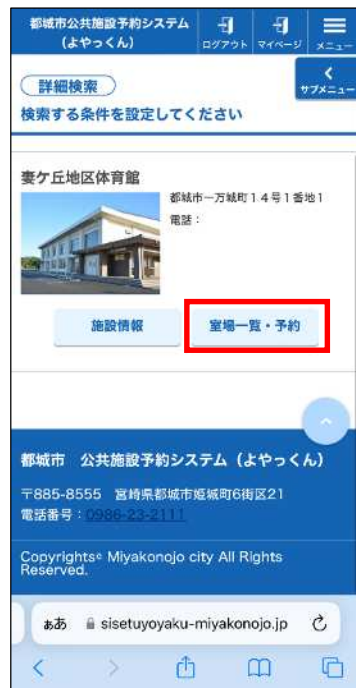 都城市公共施設予約システム
(よやっくん)
ログアウト
マイページ
メニュー
詳細検索
サブメニュー
検索する条件を設定してください
妻ケ丘地区体育館
都城市一万城町14号1番地1
電話：
施設情報
室場一覧・予約
都城市 公共施設予約システム（よやっくん）
〒885-8555 宮崎県都城市姫城町6街区21
電話番号：0986-23-2111
Copyrights© Miyakonojo city All Rights
Reserved.
ぁあ sisetuyoyaku-miyakonojo.jp